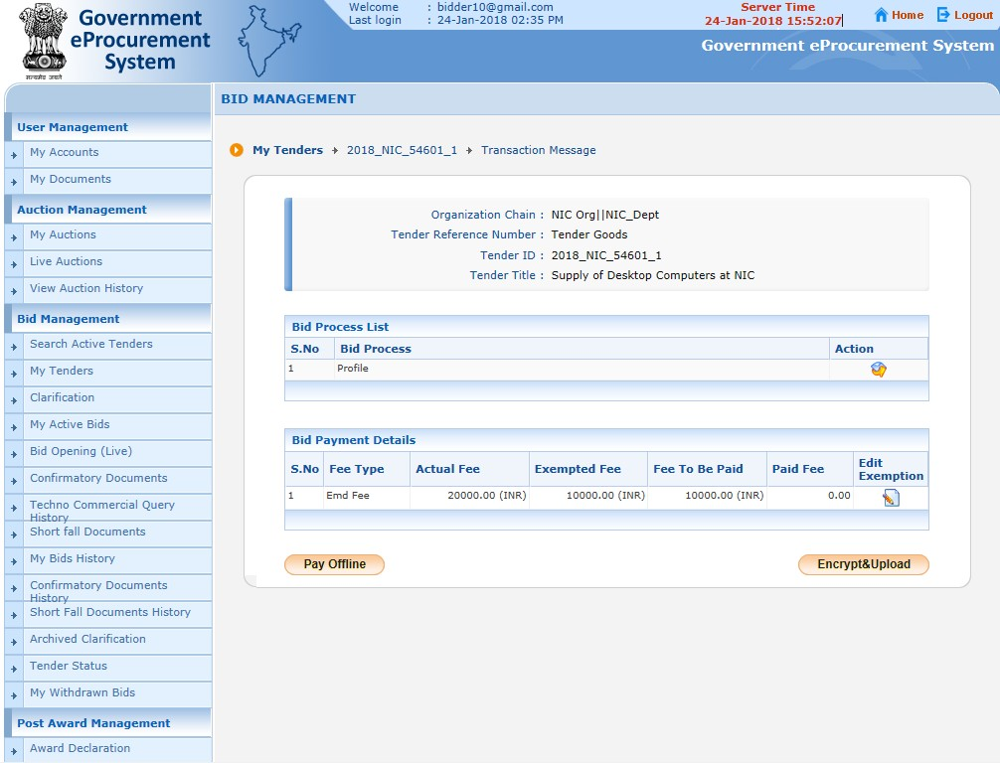 Government
eProcurement
System
सत्यमेव जयते
Welcome : bidder10@gmail.com
Last login : 24-Jan-2018 02:35 PM
Server Time
24-Jan-2018 15:52:07
Home
Logout
Government eProcurement System
BID MANAGEMENT
User Management
My Accounts
My Documents
Auction Management
My Auctions
Live Auctions
View Auction History
Bid Management
Search Active Tenders
My Tenders
Clarification
My Active Bids
Bid Opening (Live)
Confirmatory Documents
Techno Commercial Query
History
Short fall Documents
My Bids History
Confirmatory Documents
History
Short Fall Documents History
Archived Clarification
Tender Status
My Withdrawn Bids
Post Award Management
Award Declaration
My Tenders 2018_NIC_54601_1 Transaction Message
Organization Chain : NIC Org||NIC_Dept
Tender Reference Number : Tender Goods
Tender ID : 2018_NIC_54601_1
Tender Title : Supply of Desktop Computers at NIC
Bid Process List
S.No Bid Process Action
1 Profile
Bid Payment Details
S.No Fee Type Actual Fee Exempted Fee Fee To Be Paid Paid Fee Edit
Exemption
1 Emd Fee 20000.00 (INR) 10000.00 (INR) 10000.00 (INR) 0.00
Pay Offline
Encrypt&Upload